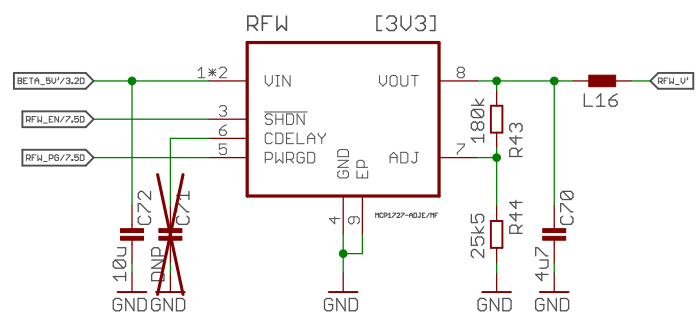 RFW [3V3]
BETA_5V'/3.2D 1*2 VIN VOUT 8 RFW_V'
L16
RFW_EN/7.5D 3 SHDN
6 CDELAY
RFW_PG/7.5D 5 PWRGD ADJ 7
GND
EP
180k
R43
4
9
MCP1727-ADJE/MF
C72
10u
C71
DNP
25k5
R44
C70
4u7
GND GND GND GND GND